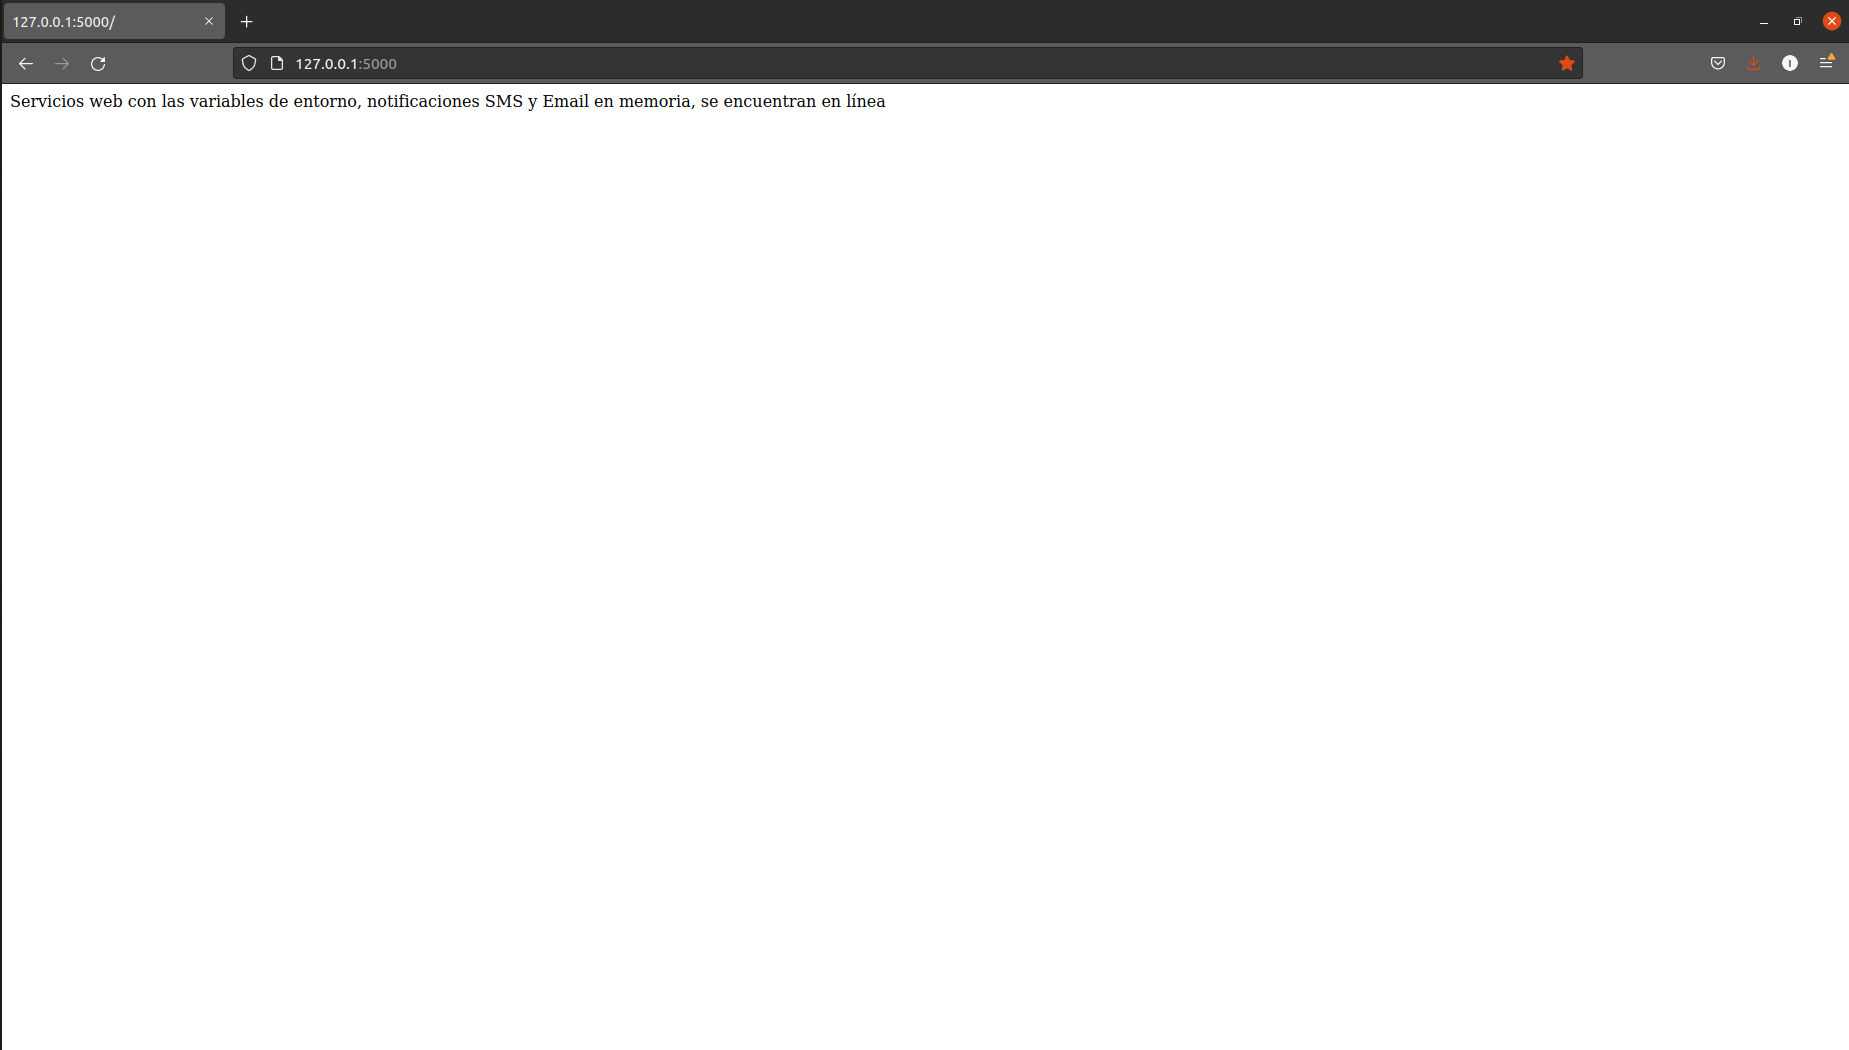 127.0.0.1:5000/
127.0.0.1:5000
Servicios web con las variables de entorno, notificaciones SMS y Email en memoria, se encuentran en línea